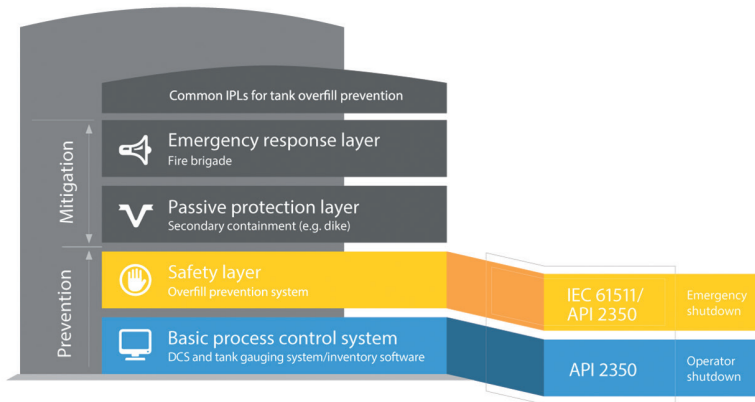 Common IPLs for tank overfill prevention
Mitigation
Emergency response layer
Fire brigade
Passive protection layer
Secondary containment (e.g. dike)
Prevention
Safety layer
Overfill prevention system
IEC 61511/
API 2350
Emergency
shutdown
Basic process control system
DCS and tank gauging system/inventory software
API 2350
Operator
shutdown